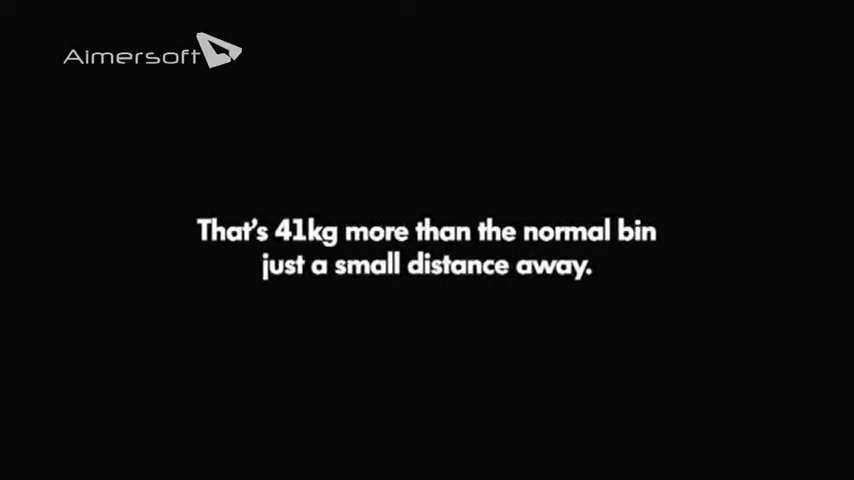 Aimersoft
That's 41kg more than the normal bin
just a small distance away.